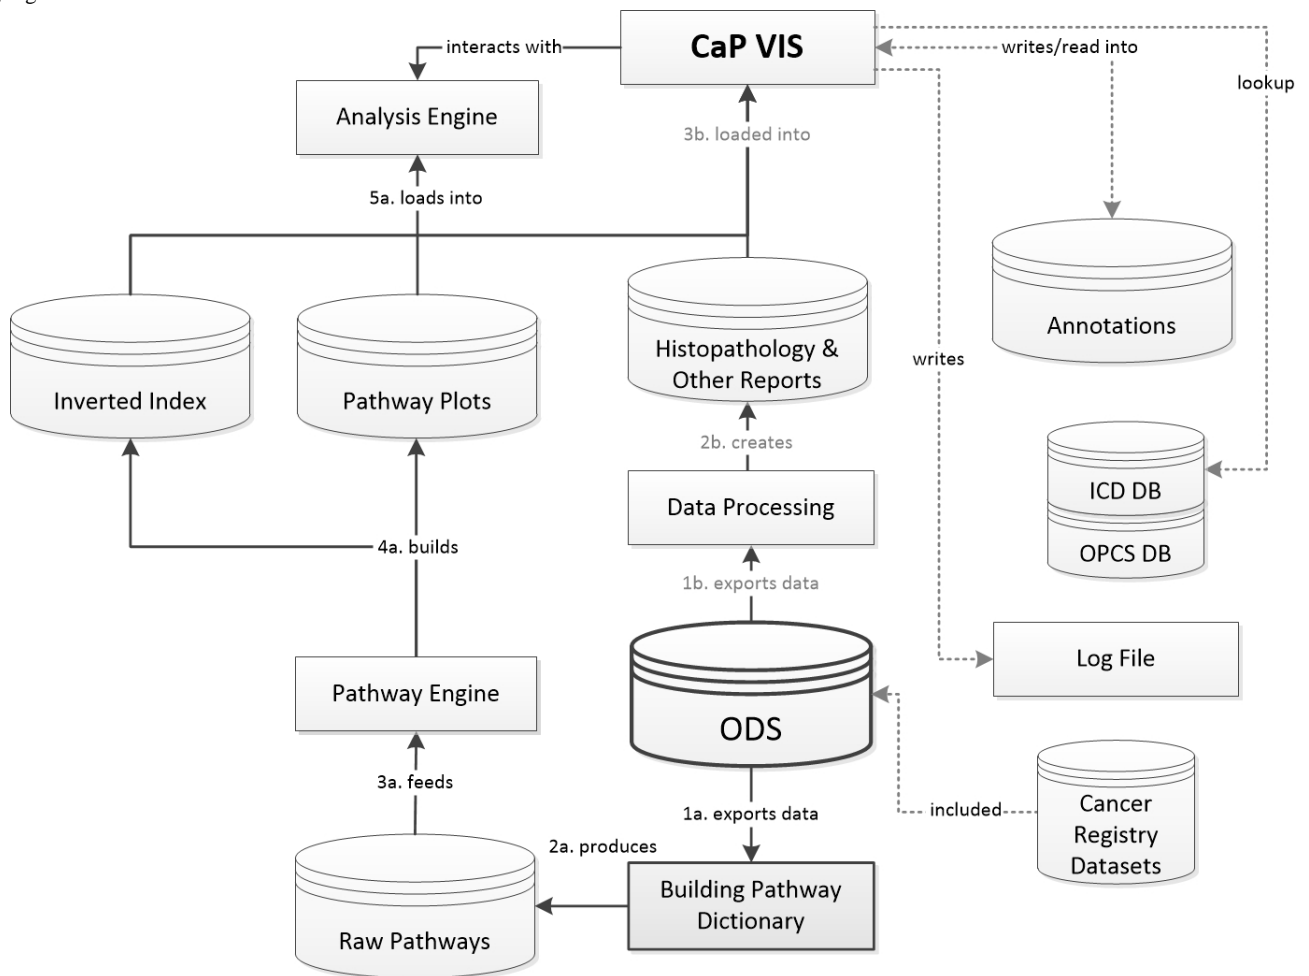 CaP VIS
interacts with
writes/read into
lookup
Analysis Engine
3b. loaded into
5a. loads into
Annotations
Histopathology &
Other Reports
writes
Inverted Index
Pathway Plots
2b. creates
ICD DB
Data Processing
4a. builds
OPCS DB
1b. exports data
Log File
Pathway Engine
ODS
3a. feeds
1a. exports data
included
Cancer
Registry
Datasets
2a. produces
Building Pathway
Dictionary
Raw Pathways